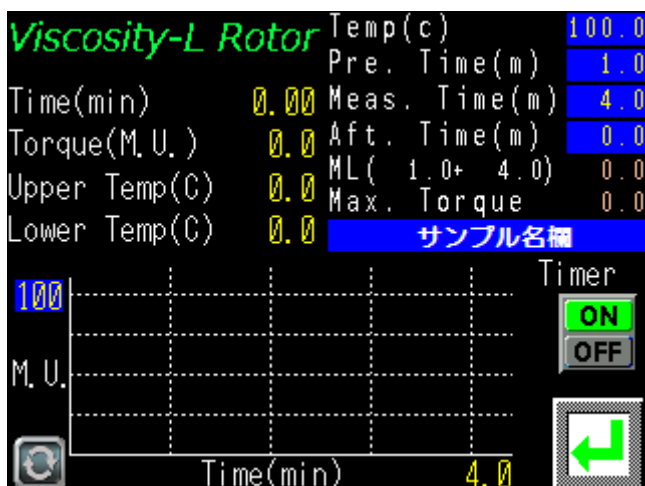 Viscosity-L Rotor
Time(min) 0.00
Torque(M.U.) 0.0
Upper Temp(C) 0.0
Lower Temp(C) 0.0
Temp(c) 100.0
Pre. Time(m) 1.0
Meas. Time(m) 4.0
Aft. Time(m) 0.0
ML( 1.0+ 4.0) 0.0
Max. Torque 0.0
サンプル名欄
Timer
ON
OFF
100
M.U.
Time(min) 4.0